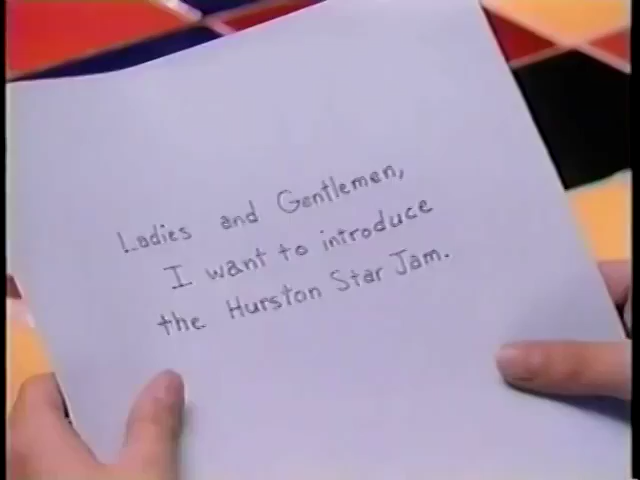 Ladies and Gentlemen,
I want to introduce
the Hurston Star Jam.